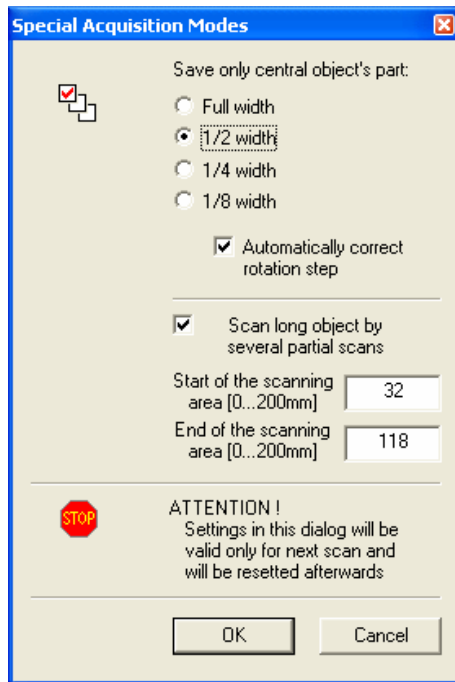 Special Acquisition Modes
Save only central object's part:
Full width
1/2 width
1/4 width
1/8 width
Automatically correct
rotation step
Scan long object by
several partial scans
Start of the scanning
area [0...200mm]
32
End of the scanning
area [0...200mm]
118
STOP
ATTENTION !
Settings in this dialog will be
valid only for next scan and
will be resetted afterwards
OK
Cancel